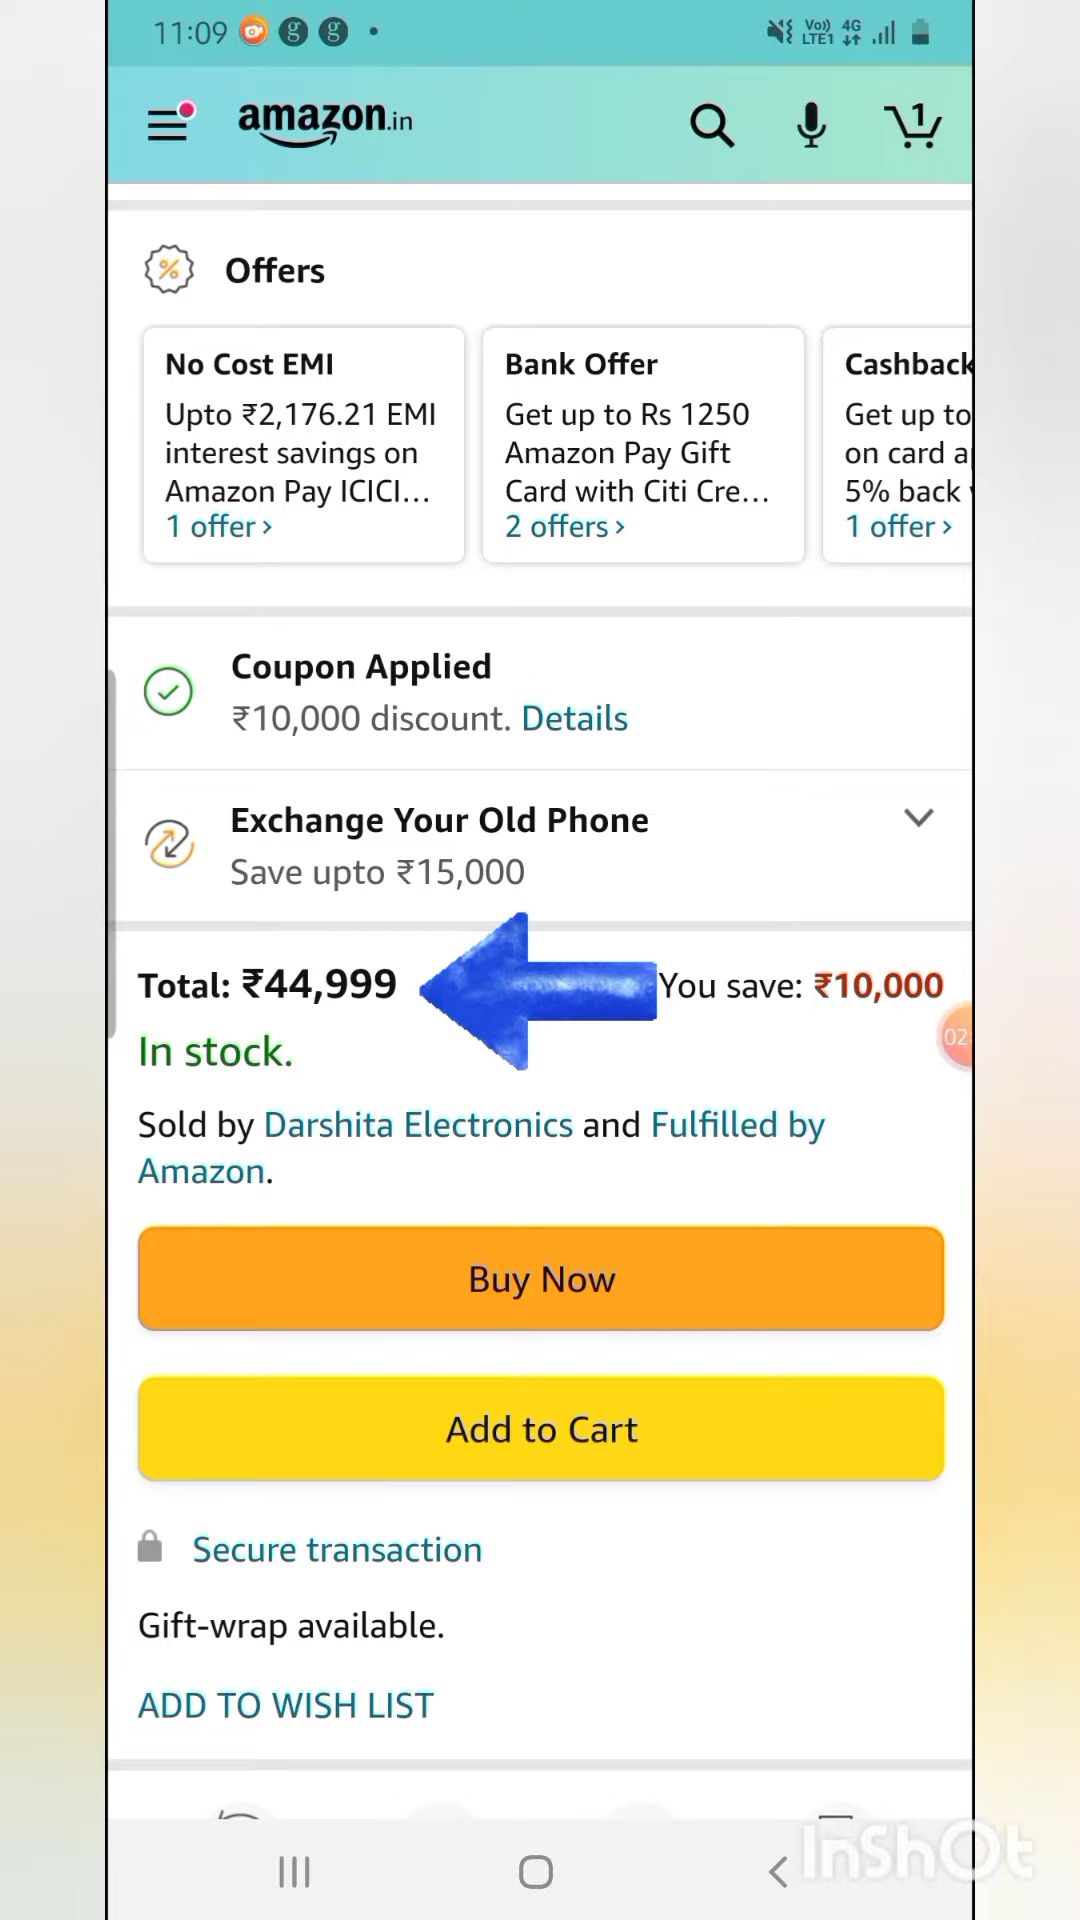 11:09 g g Vo)) LTE1 4G
amazon.in 1
Offers
No Cost EMI
Upto ₹2,176.21 EMI
interest savings on
Amazon Pay ICICI...
1 offer ›
Bank Offer
Get up to Rs 1250
Amazon Pay Gift
Card with Citi Cre...
2 offers ›
Cashback
Get up to
on card a
5% back
1 offer ›
Coupon Applied
₹10,000 discount. Details
Exchange Your Old Phone
Save upto ₹15,000
Total: ₹44,999 You save: ₹10,000
02:
In stock.
Sold by Darshita Electronics and Fulfilled by
Amazon.
Buy Now
Add to Cart
Secure transaction
Gift-wrap available.
ADD TO WISH LIST
InShOt